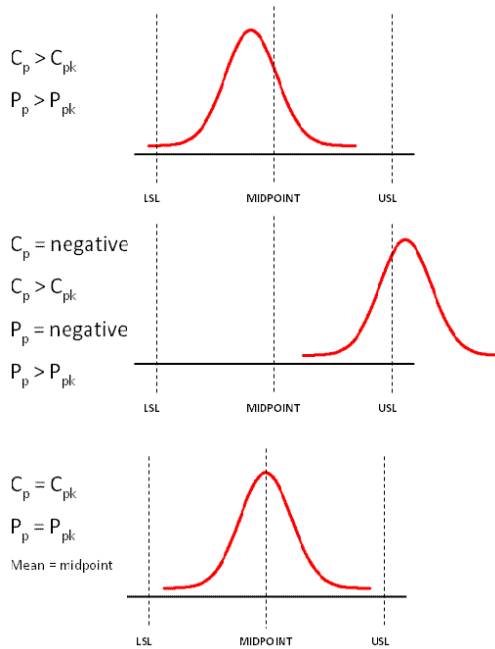 Cp > Cpk
Pp > Ppk
LSL MIDPOINT USL
Cp = negative
Cp > Cpk
Pp = negative
Pp > Ppk
LSL MIDPOINT USL
Cp = Cpk
Pp = Ppk
Mean = midpoint
LSL MIDPOINT USL